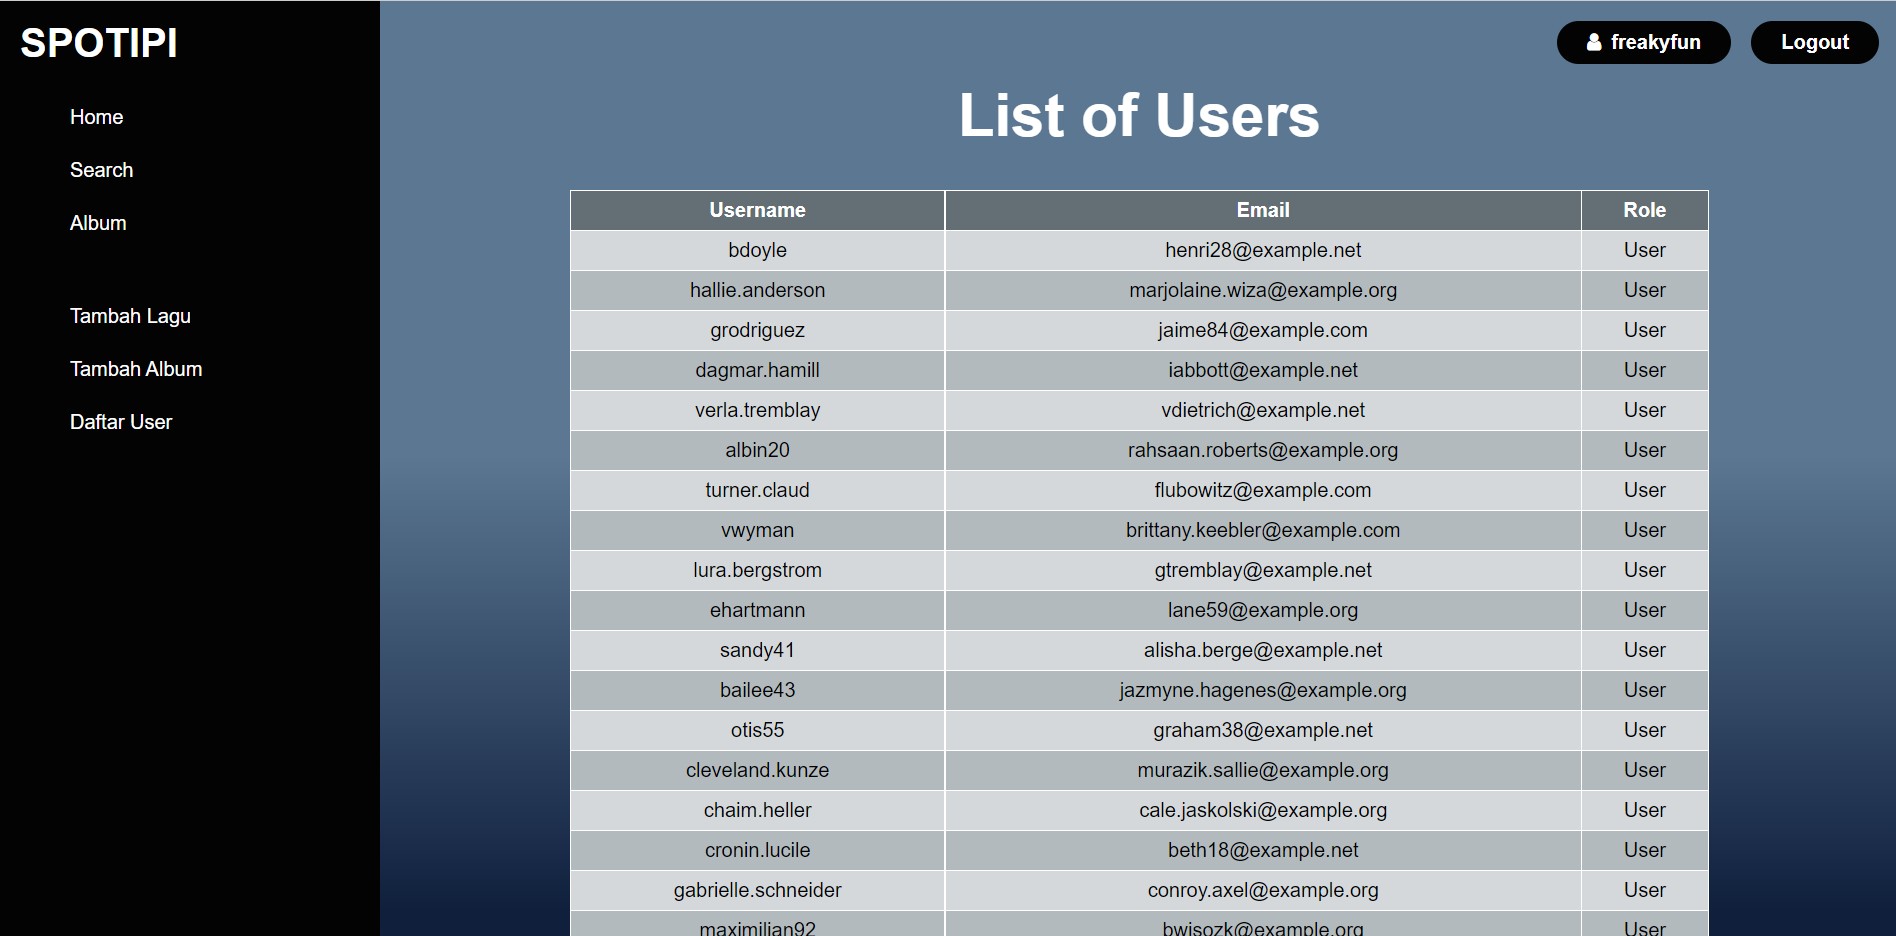 SPOTIPI
Home
Search
Album
Tambah Lagu
Tambah Album
Daftar User
freakyfun Logout
List of Users
Username Email Role
bdoyle henri28@example.net User
hallie.anderson marjolaine.wiza@example.org User
grodriguez jaime84@example.com User
dagmar.hamill iabbott@example.net User
verla.tremblay vdietrich@example.net User
albin20 rahsaan.roberts@example.org User
turner.claud flubowitz@example.com User
vwyman brittany.keebler@example.com User
lura.bergstrom gtremblay@example.net User
ehartmann lane59@example.org User
sandy41 alisha.berge@example.net User
bailee43 jazmyne.hagenes@example.org User
otis55 graham38@example.net User
cleveland.kunze murazik.sallie@example.org User
chaim.heller cale.jaskolski@example.org User
cronin.lucile beth18@example.net User
gabrielle.schneider conroy.axel@example.org User
maximilian92 bwisozk@example.org User